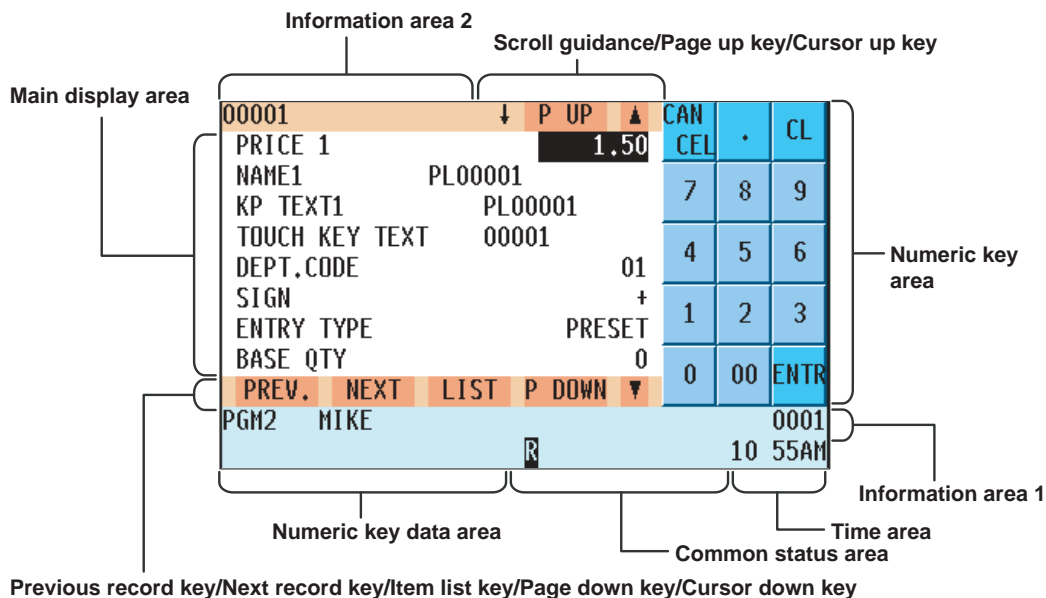 Information area 2
Scroll guidance/Page up key/Cursor up key
Main display area
00001 ↓ P UP ▲
PRICE 1 1.50
NAME1 PL00001
KP TEXT1 PL00001
TOUCH KEY TEXT 00001
DEPT.CODE 01
SIGN +
ENTRY TYPE PRESET
BASE QTY 0
PREV. NEXT LIST P DOWN ▼
CAN
CEL . CL
7 8 9
4 5 6
1 2 3
0 00 ENTR
Numeric key
area
PGM2 MIKE 0001
R 10 55AM
Information area 1
Numeric key data area
Time area
Common status area
Previous record key/Next record key/Item list key/Page down key/Cursor down key